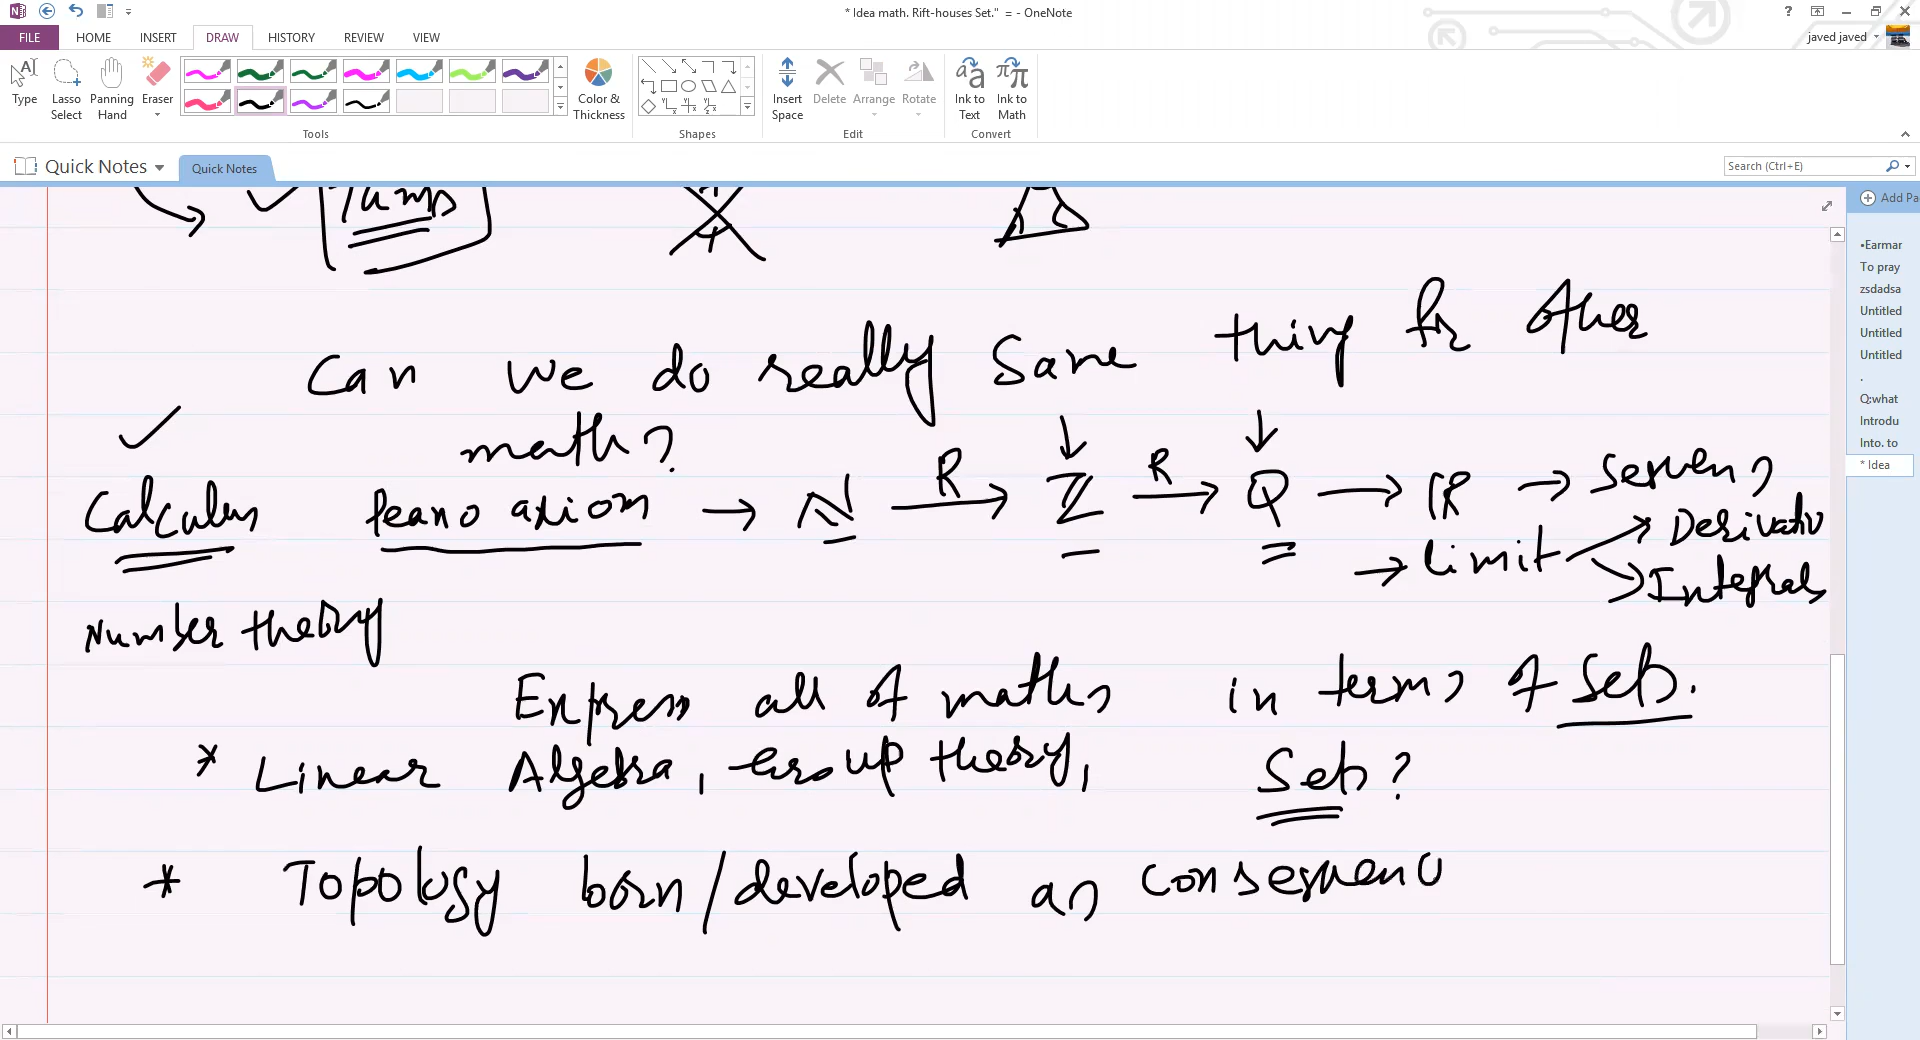 * Idea math. Rift-houses Set." = - OneNote
FILE HOME INSERT DRAW HISTORY REVIEW VIEW
javed javed
Type
Lasso Select
Panning Hand
Eraser
Color & Thickness
Insert Space
Delete
Arrange
Rotate
Ink to Text
Ink to Math
Tools Shapes Edit Convert
Quick Notes
Quick Notes
Search (Ctrl+E)
Add Pa
•Earmar
To pray
zsdadsa
Untitled
Untitled
Untitled
.
Q;what
Introdu
Into. to
* Idea
Can we do really same thing for other
math?
Calculus Peano axiom → ℕ R→ ℤ R→ Q → ℝ →
→ limit Derivativ
Integrals
Number theory
Express all of maths in terms of Sets.
* Linear Algebra, Group theory, Sets?
* Topology born/developed as consequenc